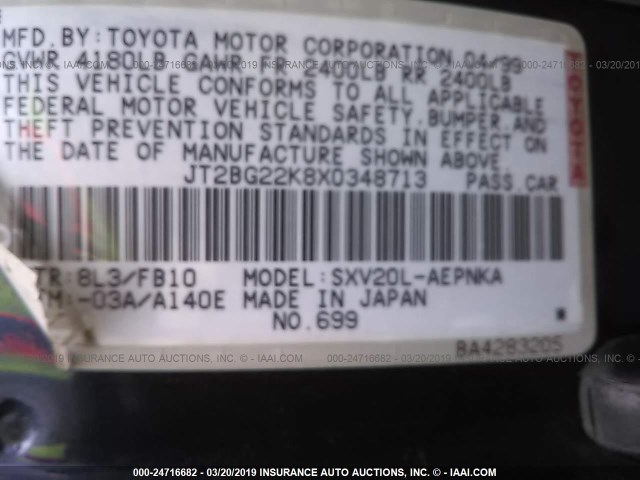 MFD. BY: TOYOTA MOTOR CORPORATION 04/99
GVWR 4180LB GAWR FR 2400LB RR 2400LB
THIS VEHICLE CONFORMS TO ALL APPLICABLE
FEDERAL MOTOR VEHICLE SAFETY, BUMPER, AND
THEFT PREVENTION STANDARDS IN EFFECT ON
THE DATE OF MANUFACTURE SHOWN ABOVE.
JT2BG22K8X0348713 PASS. CAR
TOYOTA
TR: 8L3/FB10 MODEL: SXV20L-AEPNKA
TM: -03A/A140E MADE IN JAPAN
NO. 699
BA428320S
000-24716682 - 03/20/2019 INSURANCE AUTO AUCTIONS, INC. - IAAI.COM